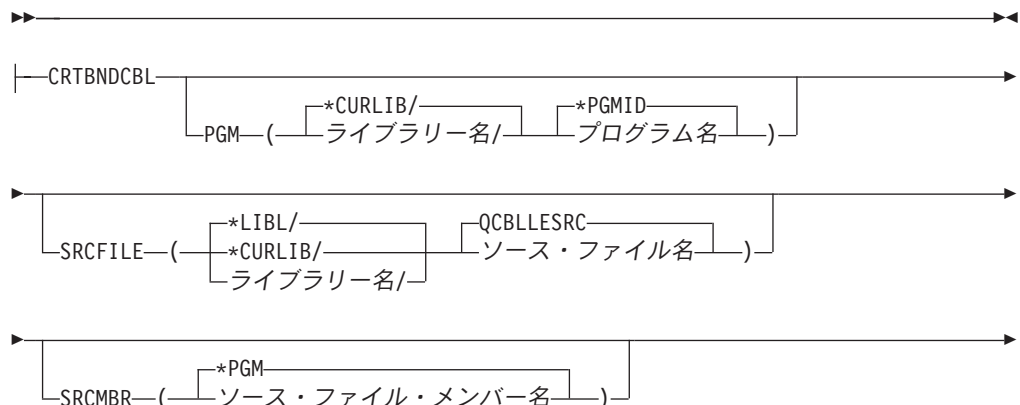 CRTBNDCBL
*CURLIB/ *PGMID
PGM ( ライブラリー名/ プログラム名 )
*LIBL/ QCBLLESRC
SRCFILE ( *CURLIB/ ソース・ファイル名 )
ライブラリー名/
*PGM
SRCMBR ( ソース・ファイル・メンバー名 )